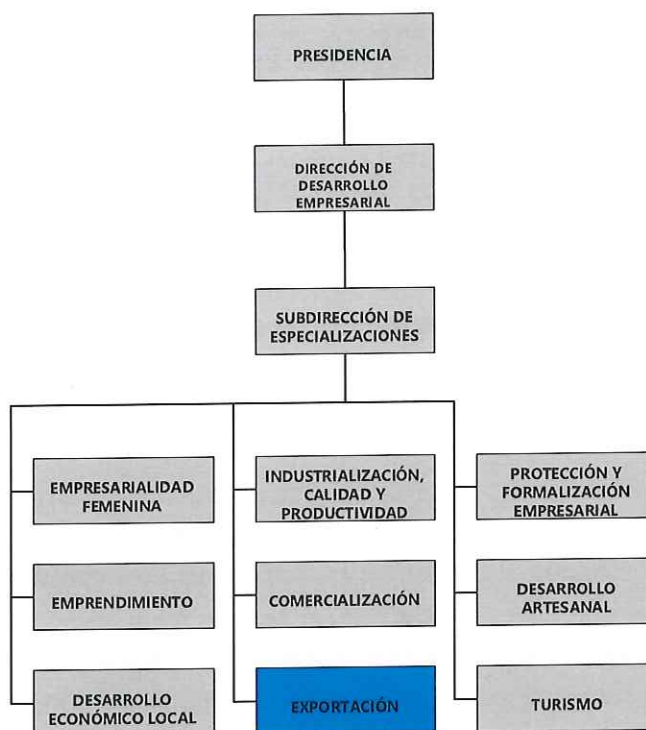 PRESIDENCIA
DIRECCIÓN DE
DESARROLLO
EMPRESARIAL
SUBDIRECCIÓN DE
ESPECIALIZACIONES
EMPRESARIALIDAD
FEMENINA
INDUSTRIALIZACIÓN,
CALIDAD Y
PRODUCTIVIDAD
PROTECCIÓN Y
FORMALIZACIÓN
EMPRESARIAL
EMPRENDIMIENTO
COMERCIALIZACIÓN
DESARROLLO
ARTESANAL
DESARROLLO
ECONÓMICO LOCAL
EXPORTACIÓN
TURISMO